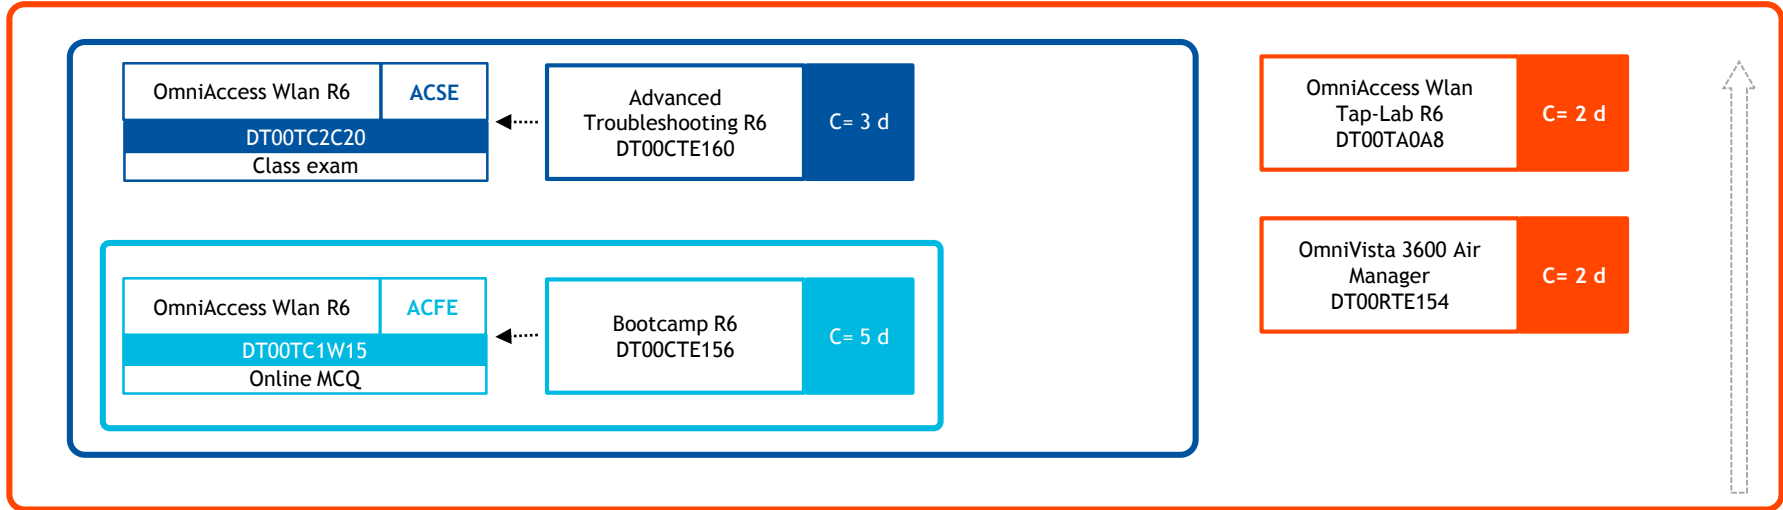 OmniAccess Wlan R6
ACSE
DT00TC2C20
Class exam
Advanced
Troubleshooting R6
DT00CTE160
C= 3 d
OmniAccess Wlan
Tap-Lab R6
DT00TA0A8
C= 2 d
OmniAccess Wlan R6
ACFE
DT00TC1W15
Online MCQ
Bootcamp R6
DT00CTE156
C= 5 d
OmniVista 3600 Air
Manager
DT00RTE154
C= 2 d